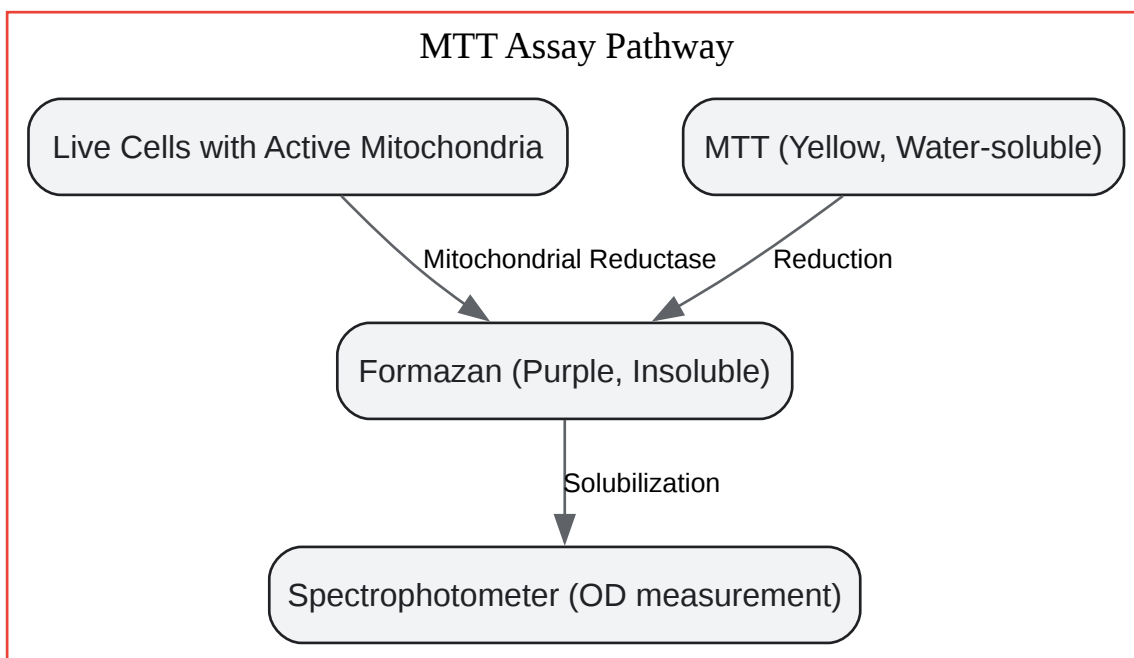 MTT Assay Pathway
Live Cells with Active Mitochondria
MTT (Yellow, Water-soluble)
Mitochondrial Reductase
Reduction
Formazan (Purple, Insoluble)
Solubilization
Spectrophotometer (OD measurement)